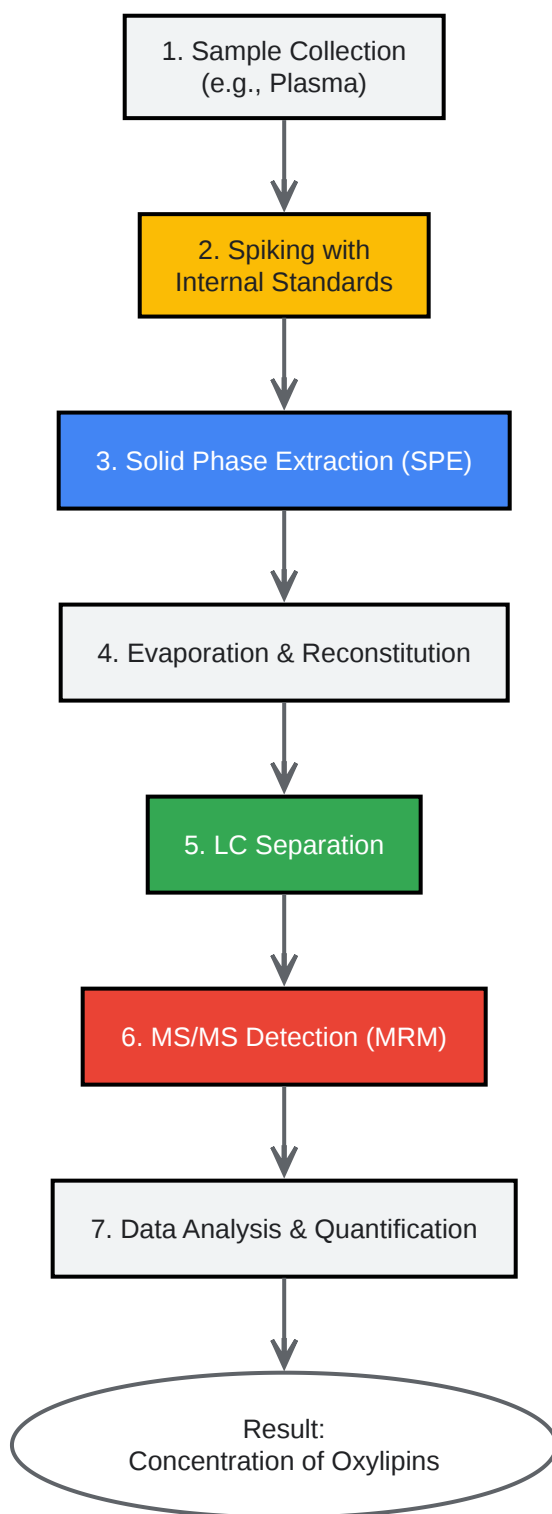 1. Sample Collection
(e.g., Plasma)
2. Spiking with
Internal Standards
3. Solid Phase Extraction (SPE)
4. Evaporation & Reconstitution
5. LC Separation
6. MS/MS Detection (MRM)
7. Data Analysis & Quantification
Result:
Concentration of Oxylipins